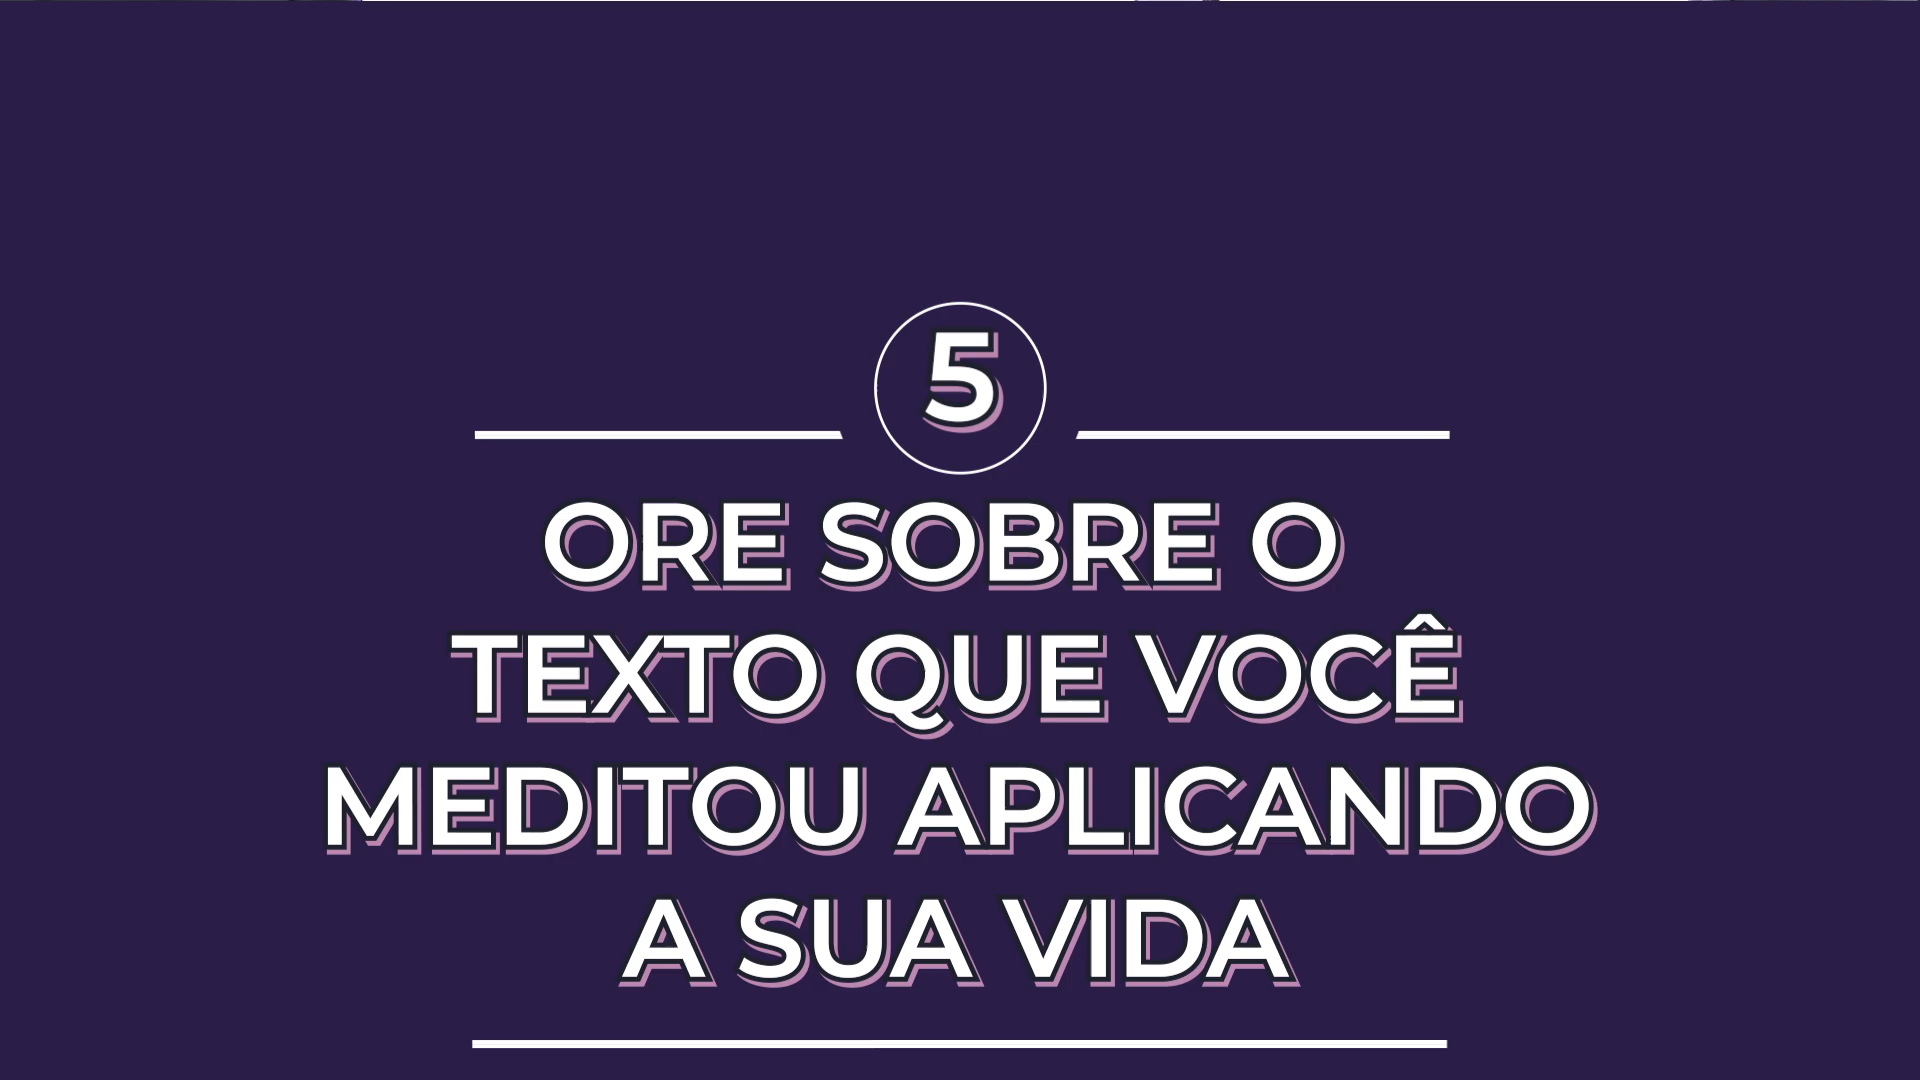 5
ORE SOBRE O
TEXTO QUE VOCÊ
MEDITOU APLICANDO
A SUA VIDA